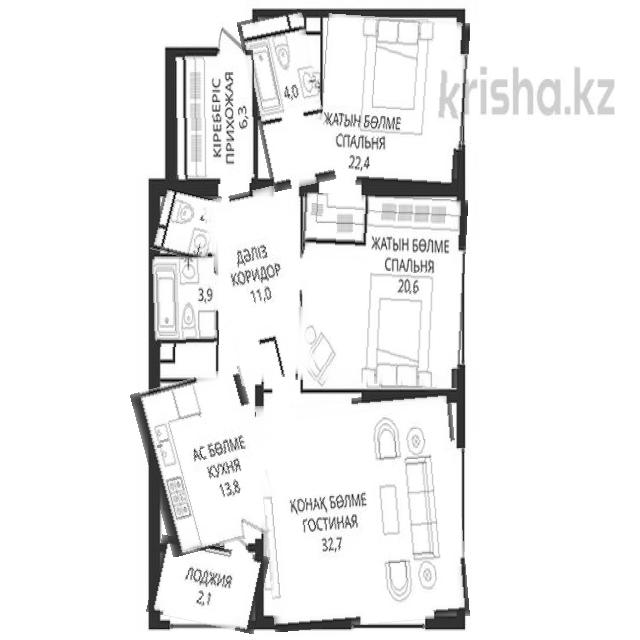 krisha.kz
КІРЕБЕРІС
ПРИХОЖАЯ
6,3
4,0
ЖАТЫН БӨЛМЕ
СПАЛЬНЯ
22,4
ДӘЛІЗ
КОРИДОР
11,0
3,9
ЖАТЫН БӨЛМЕ
СПАЛЬНЯ
20,6
АС БӨЛМЕ
КУХНЯ
13,8
ҚОНАҚ БӨЛМЕ
ГОСТИНАЯ
32,7
ЛОДЖИЯ
2,1